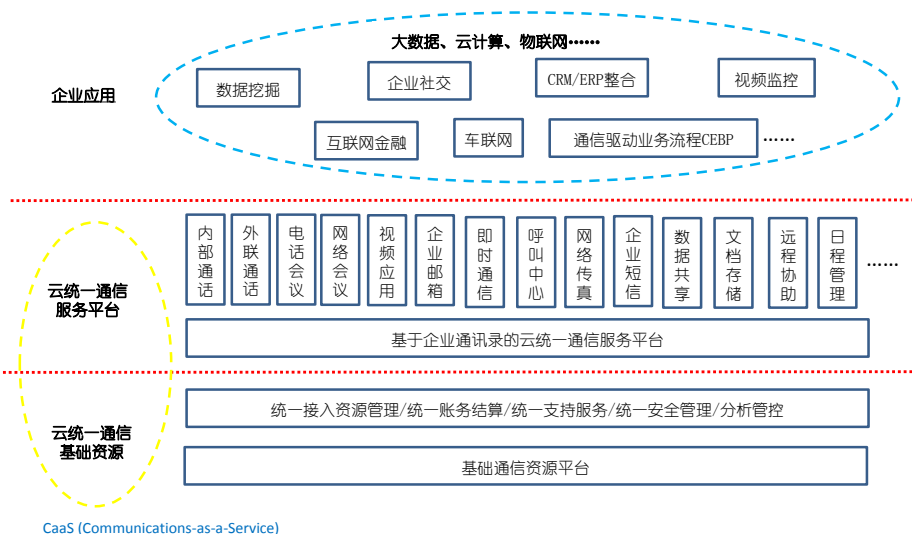 大数据、云计算、物联网……
企业应用
数据挖掘
企业社交
CRM/ERP整合
视频监控
互联网金融
车联网
通信驱动业务流程CEBP
……
云统一通信
服务平台
内部通话
外联通话
电话会议
网络会议
视频应用
企业邮箱
即时通信
呼叫中心
网络传真
企业短信
数据共享
文档存储
远程协助
日程管理
……
基于企业通讯录的云统一通信服务平台
云统一通信
基础资源
统一接入资源管理/统一账务结算/统一支持服务/统一安全管理/分析管控
基础通信资源平台
CaaS (Communications-as-a-Service)